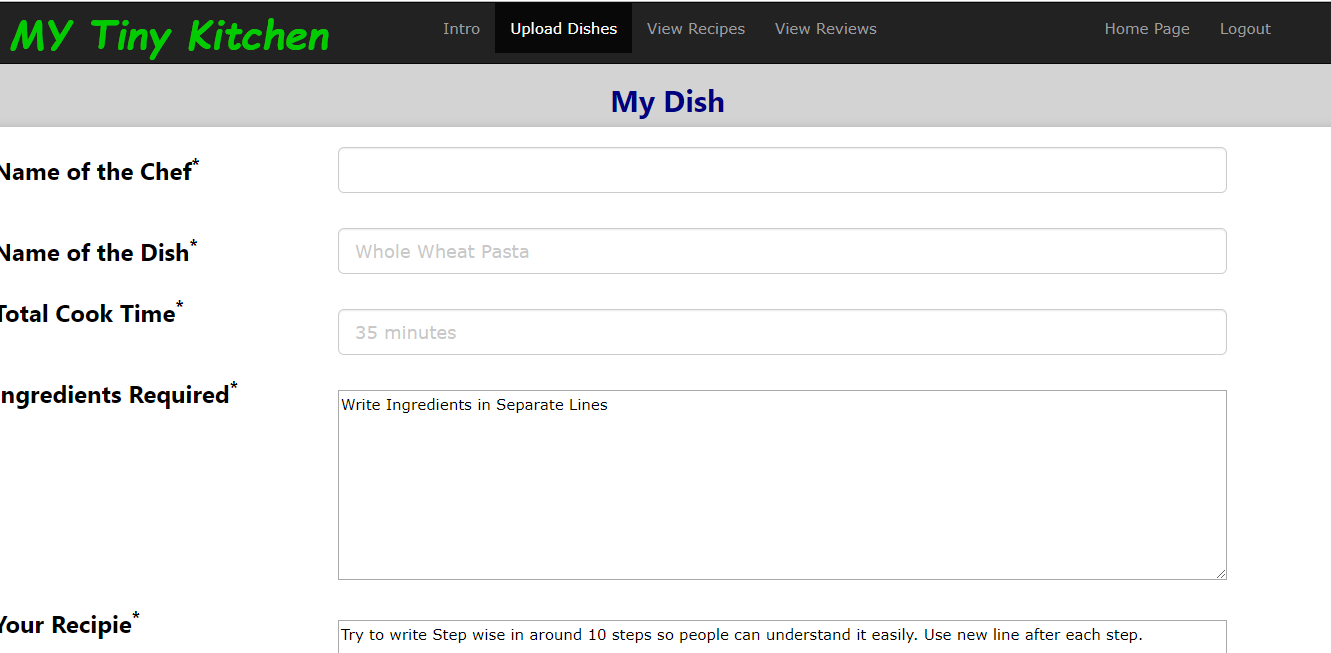 MY Tiny Kitchen
Intro
Upload Dishes
View Recipes
View Reviews
Home Page
Logout
My Dish
Name of the Chef*
Name of the Dish*
Whole Wheat Pasta
Total Cook Time*
35 minutes
ngredients Required*
Write Ingredients in Separate Lines
Your Recipie*
Try to write Step wise in around 10 steps so people can understand it easily. Use new line after each step.